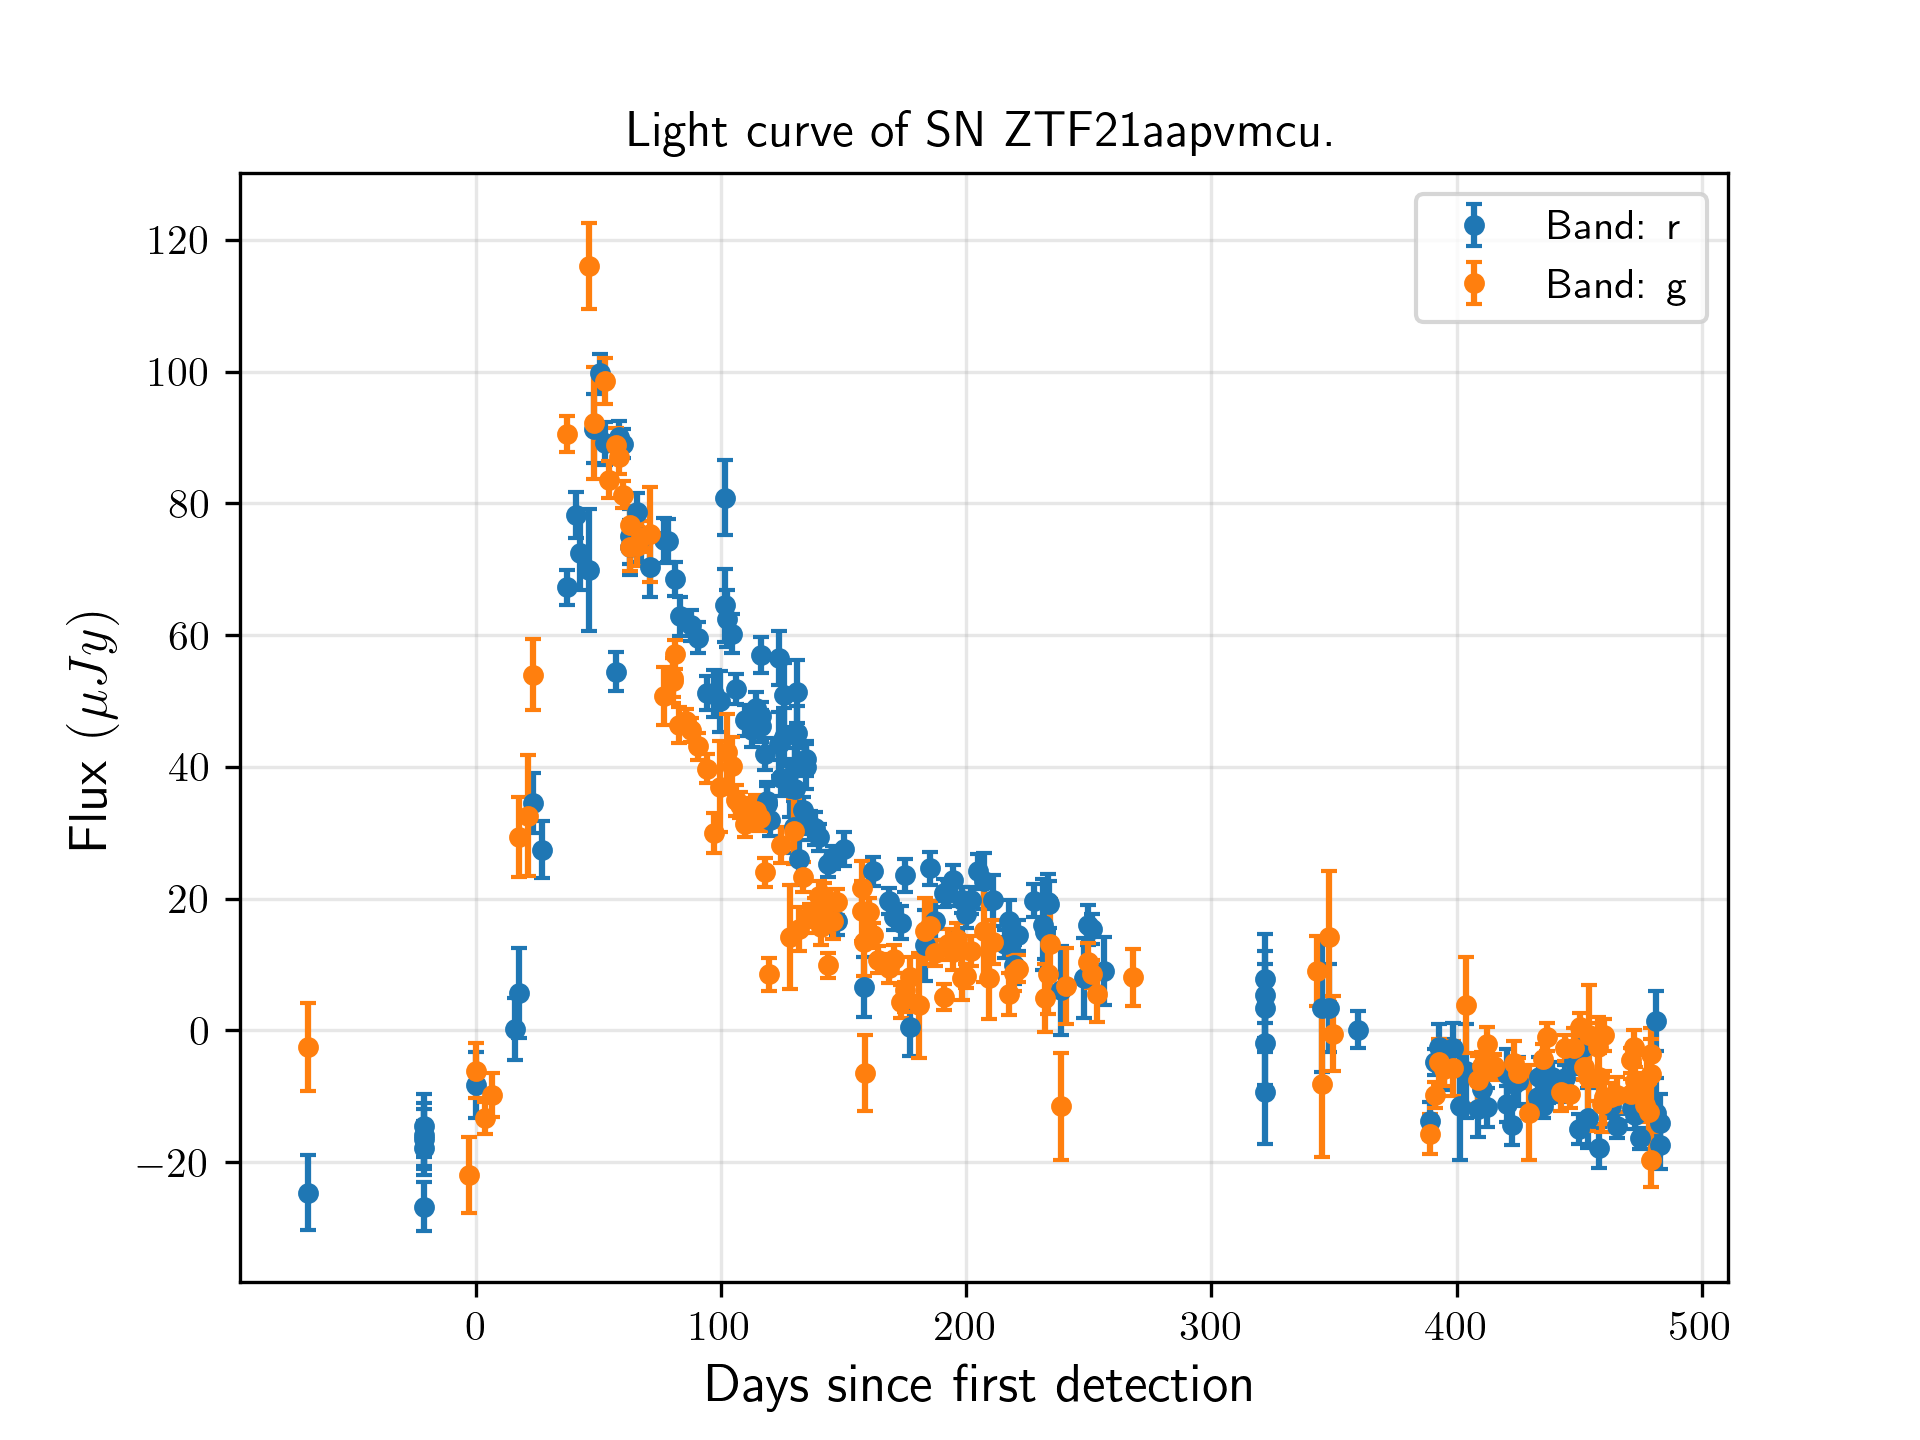 Light curve of SN ZTF21aapvmcu.
Band: r
Band: g
120
100
80
60
40
20
0
−20
Flux (μJy)
0 100 200 300 400 500
Days since first detection